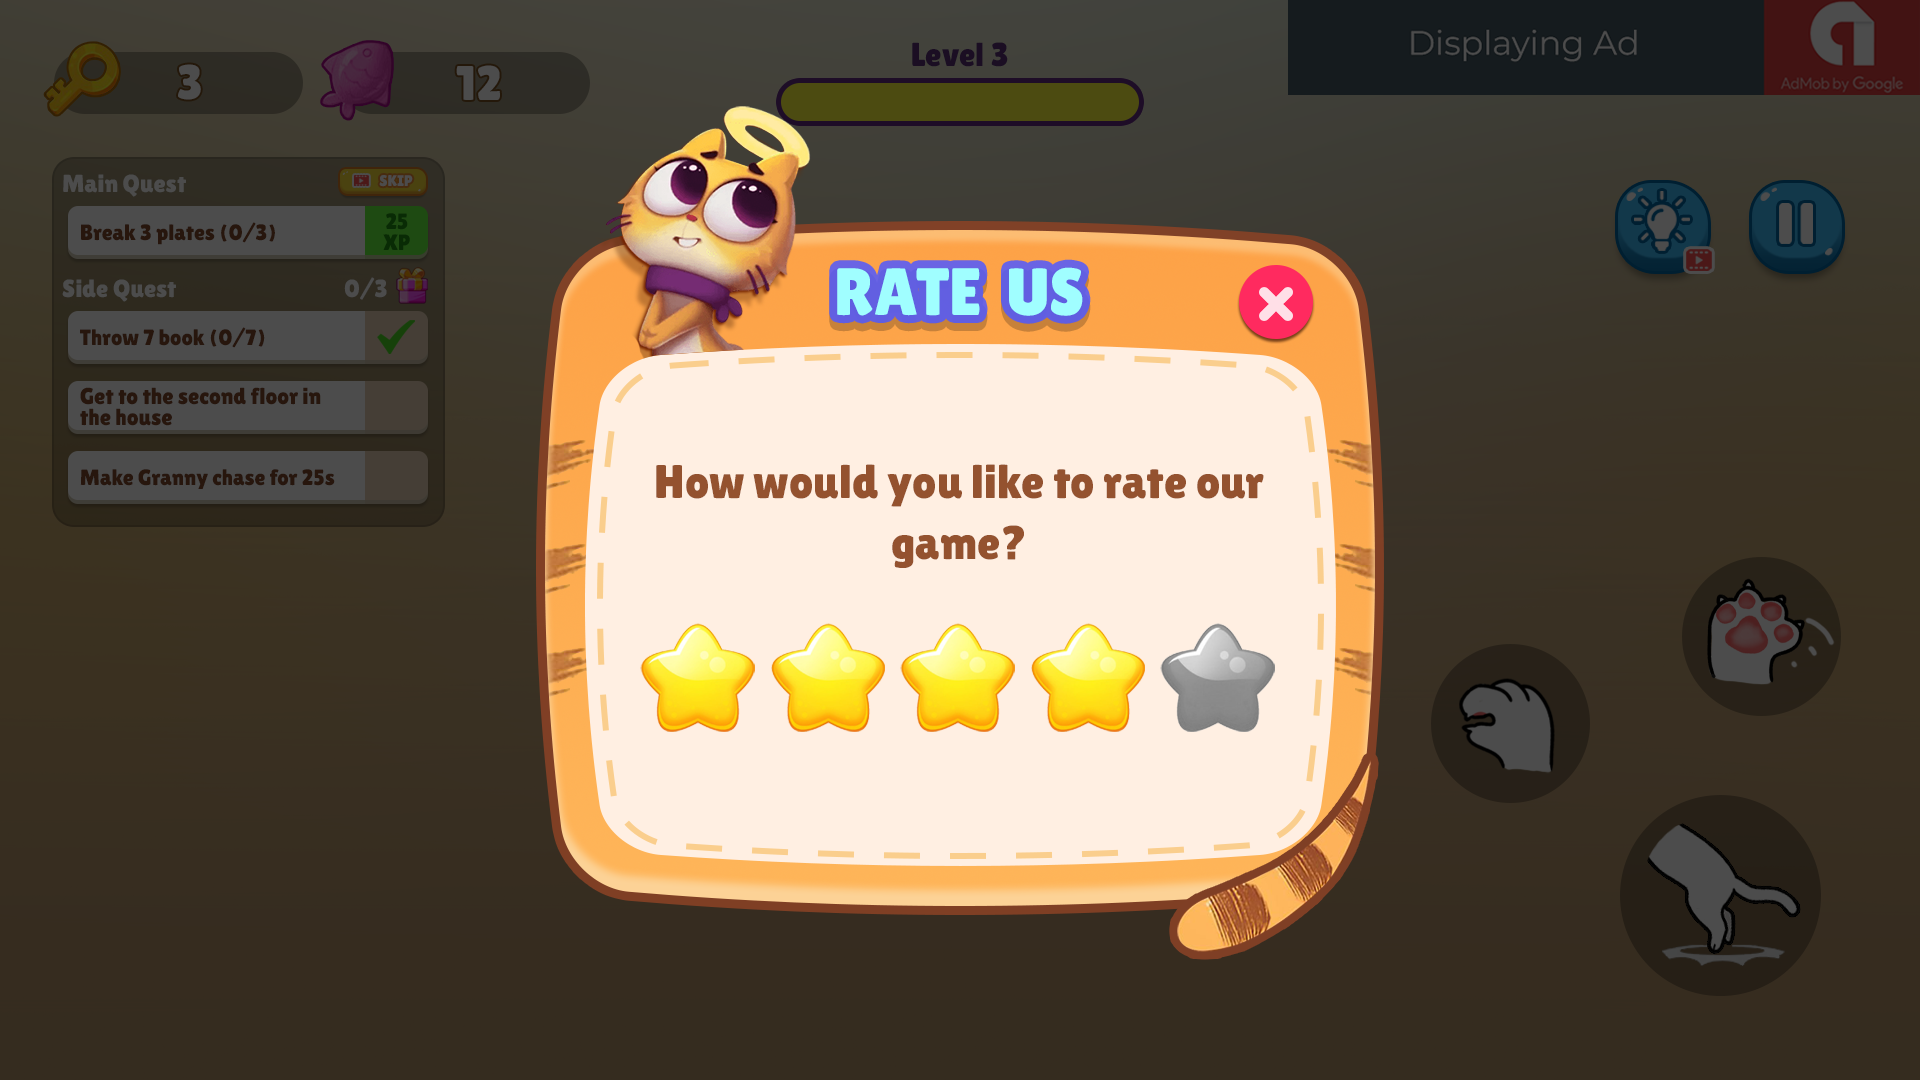 3
12
Level 3
Displaying Ad
AdMob by Google
Main Quest
SKIP
Break 3 plates (0/3)
25
XP
Side Quest
0/3
Throw 7 book (0/7)
Get to the second floor in
the house
Make Granny chase for 25s
RATE US
How would you like to rate our
game?